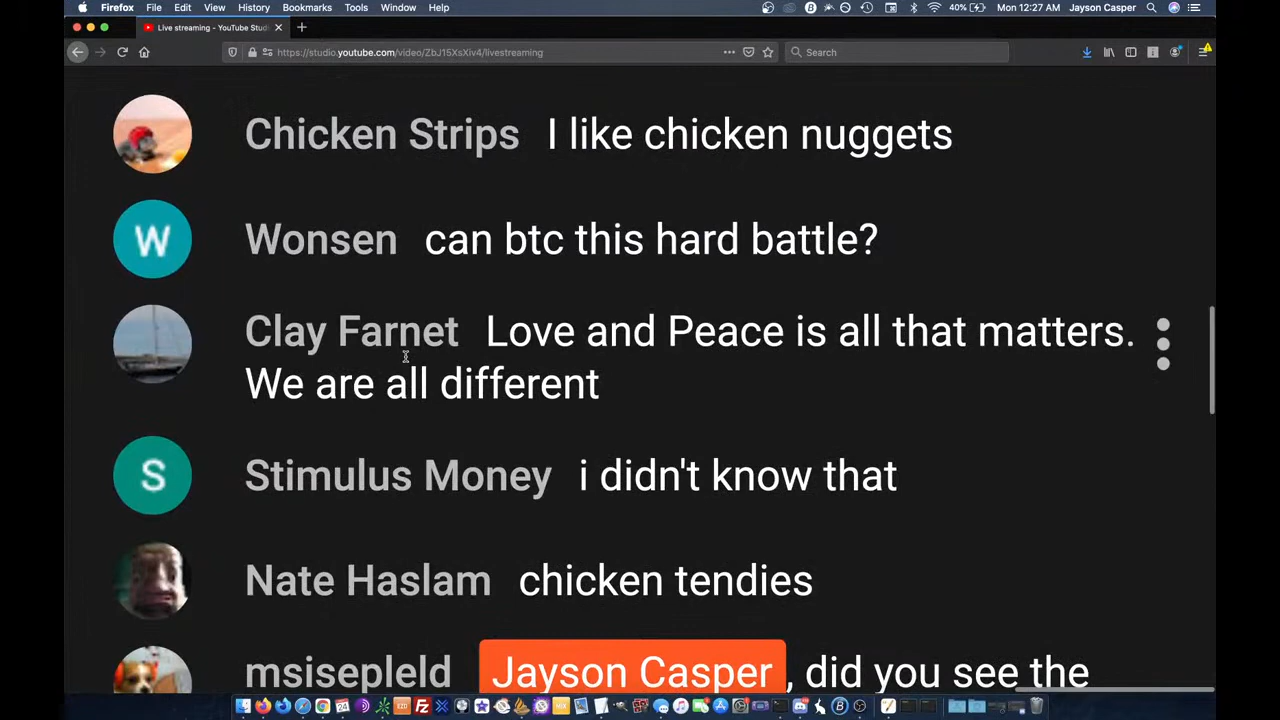 Firefox File Edit View History Bookmarks Tools Window Help 40% Mon 12:27 AM Jayson Casper
Live streaming - YouTube Studio
https://studio.youtube.com/video/ZbJ15XsXiv4/livestreaming Search
Chicken Strips I like chicken nuggets
W Wonsen can btc this hard battle?
Clay Farnet Love and Peace is all that matters.
We are all different
S Stimulus Money i didn't know that
Nate Haslam chicken tendies
msisepleld Jayson Casper, did you see the